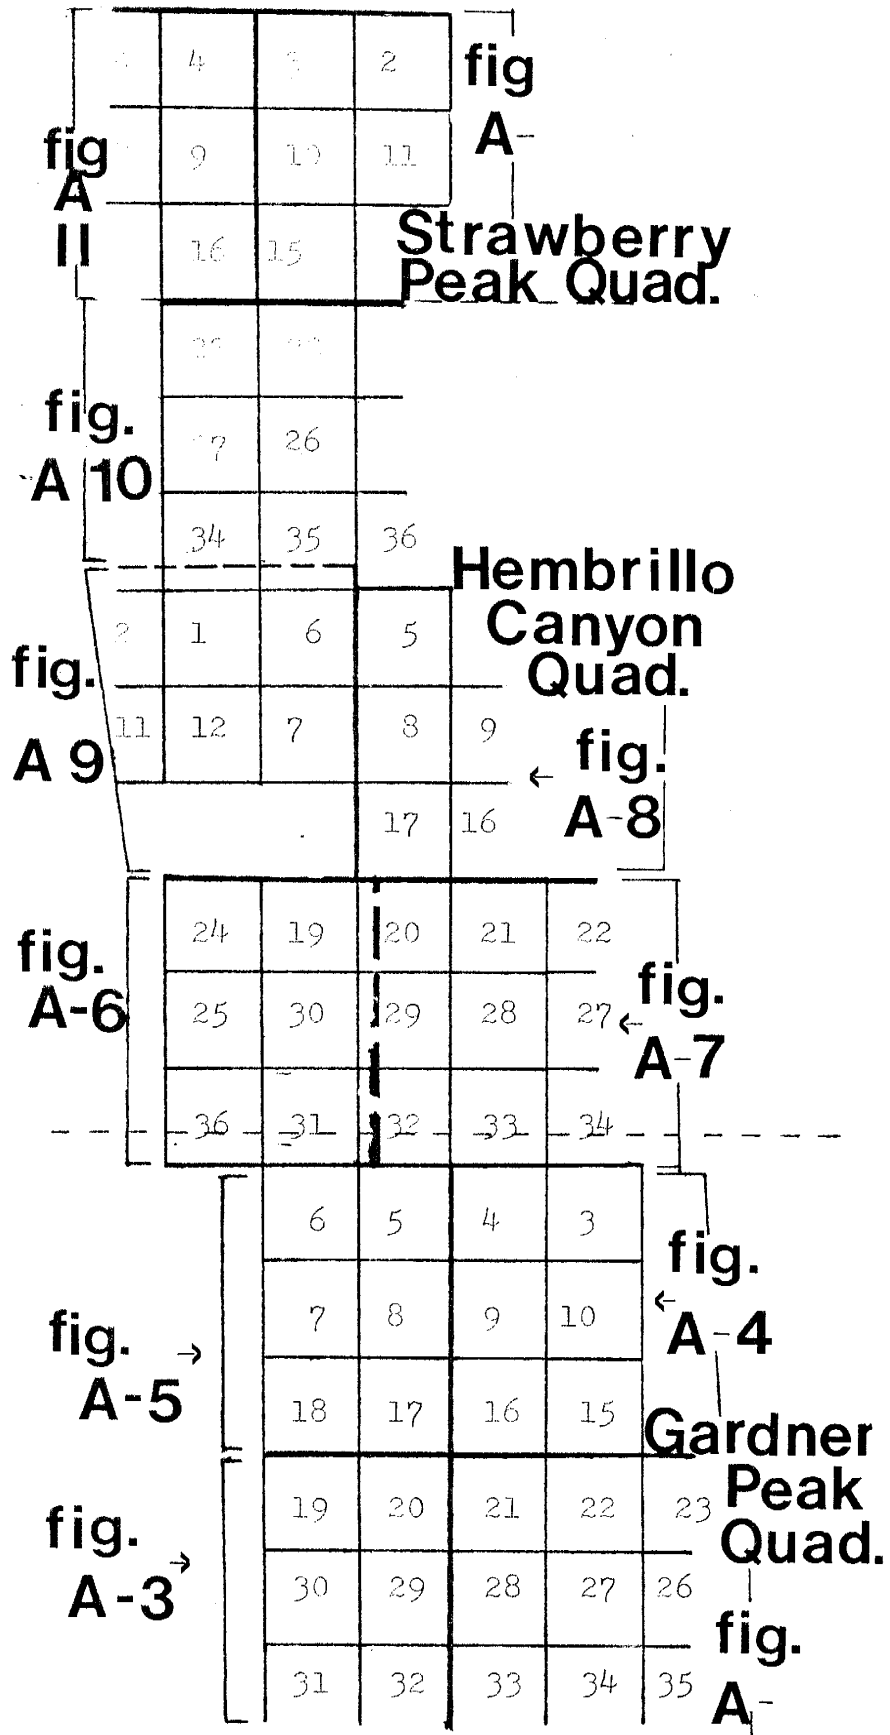 4 3 2
fig
A-
9 10 11
fig
A
11
16 15
Strawberry
Peak Quad.
fig.
A 10
26
34 35 36
Hembrillo
Canyon
Quad.
2 1 6 5
fig.
A 9
11 12 7 8 9
fig.
A-8
17 16
24 19 20 21 22
fig.
A-6
25 30 29 28 27
fig.
A-7
36 31 32 33 34
6 5 4 3
fig.
A-4
7 8 9 10
fig.
A-5
18 17 16 15
Gardner
Peak
Quad.
19 20 21 22 23
fig.
A-3
30 29 28 27 26
fig.
A-
31 32 33 34 35